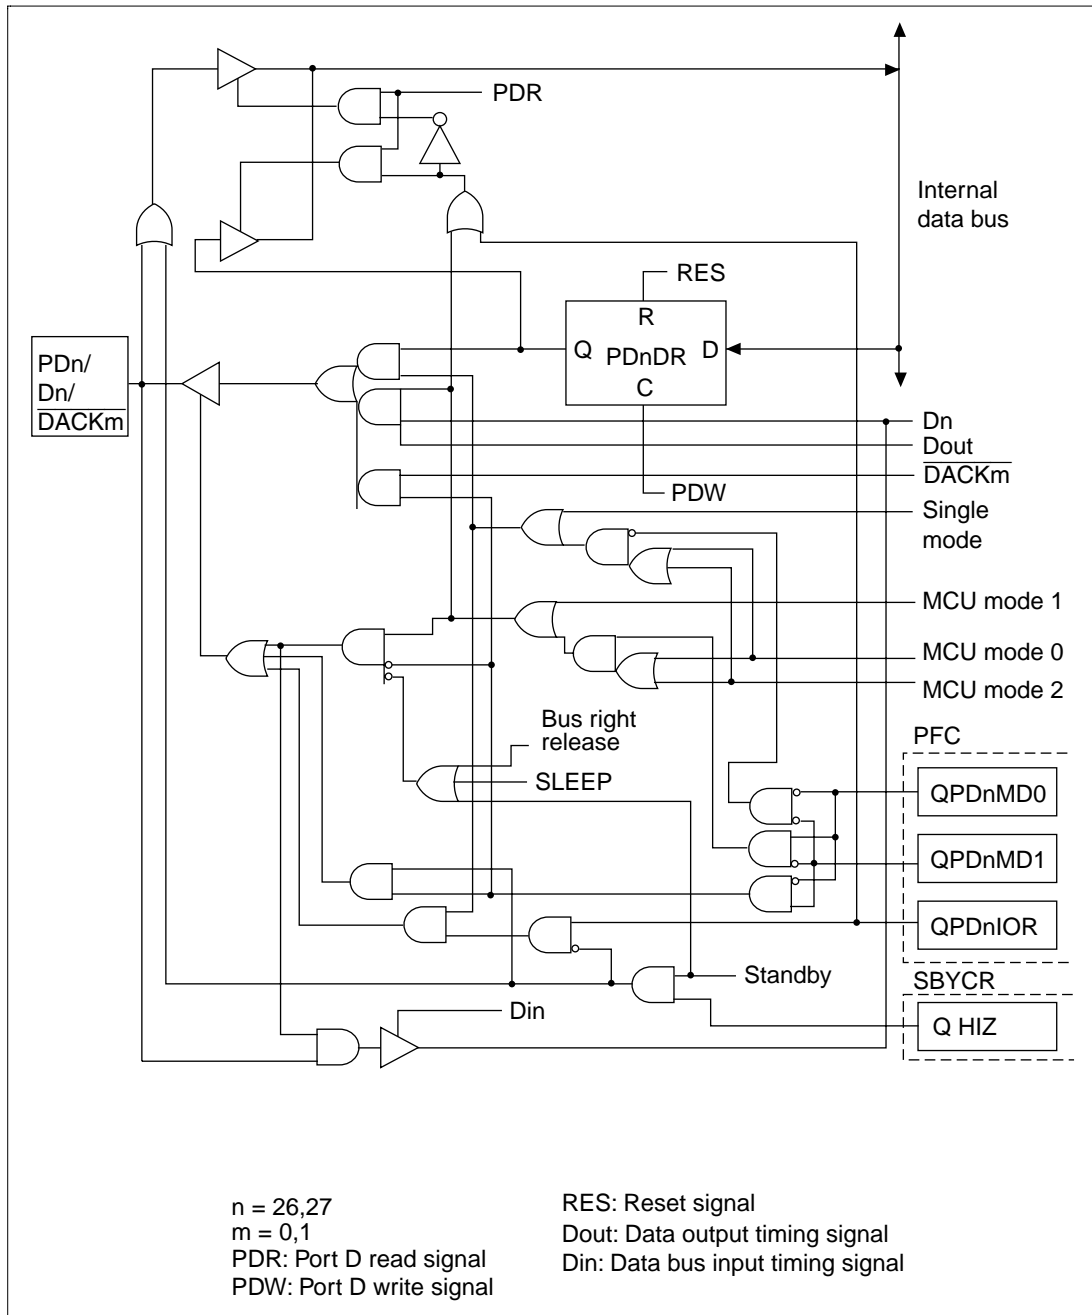 PDR
Internal
data bus
RES
R
Q
PDnDR
D
C
PDn/
Dn/
DACKm
Dn
Dout
DACKm
PDW
Single
mode
MCU mode 1
MCU mode 0
MCU mode 2
Bus right
release
SLEEP
PFC
QPDnMD0
QPDnMD1
QPDnIOR
Standby
SBYCR
Q HIZ
Din
n = 26,27
m = 0,1
PDR: Port D read signal
PDW: Port D write signal
RES: Reset signal
Dout: Data output timing signal
Din: Data bus input timing signal